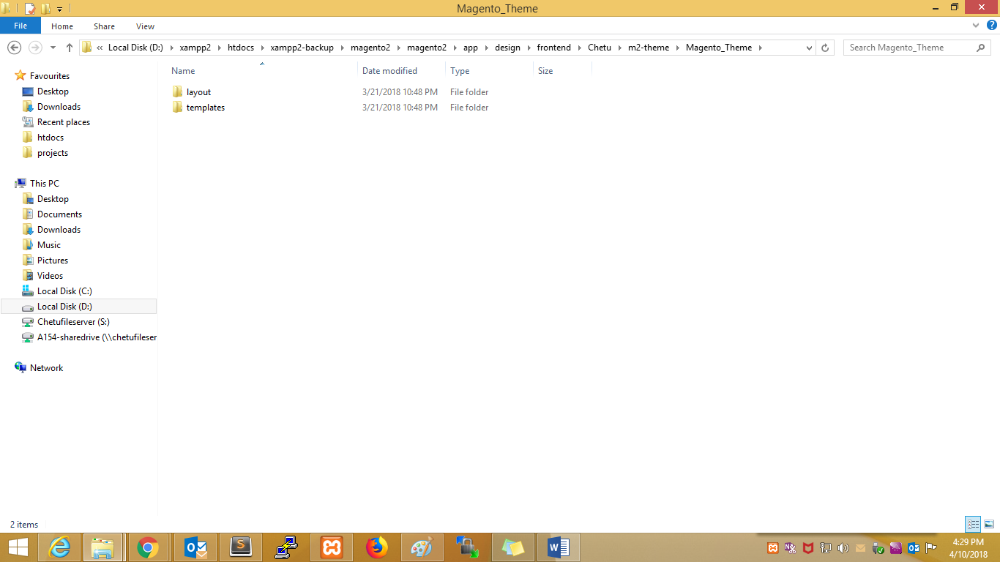 Magento_Theme
File Home Share View
« Local Disk (D:) xampp2 htdocs xampp2-backup magento2 magento2 app design frontend Chetu m2-theme Magento_Theme
Search Magento_Theme
Name Date modified Type Size
layout 3/21/2018 10:48 PM File folder
templates 3/21/2018 10:48 PM File folder
Favourites
Desktop
Downloads
Recent places
htdocs
projects
This PC
Desktop
Documents
Downloads
Music
Pictures
Videos
Local Disk (C:)
Local Disk (D:)
Chetufileserver (S:)
A154-sharedrive (\\chetufileser
Network
2 items
4:29 PM
4/10/2018